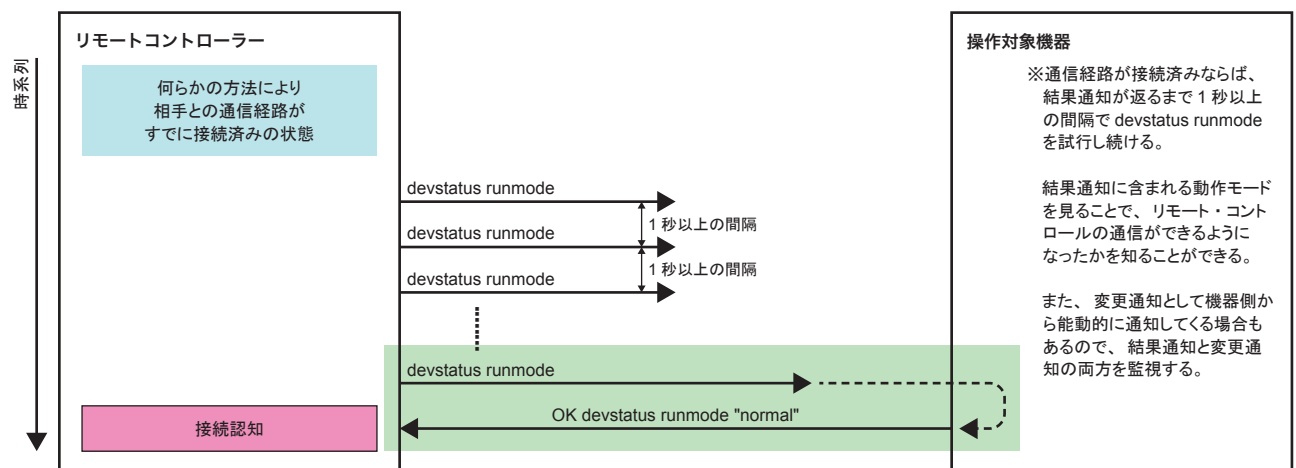 時系列
リモートコントローラー
何らかの方法により
相手との通信経路が
すでに接続済みの状態
devstatus runmode
1 秒以上の間隔
devstatus runmode
1 秒以上の間隔
devstatus runmode
devstatus runmode
OK devstatus runmode "normal"
接続認知
操作対象機器
※通信経路が接続済みならば、
結果通知が返るまで 1 秒以上
の間隔で devstatus runmode
を試行し続ける。
結果通知に含まれる動作モード
を見ることで、リモート・コント
ロールの通信ができるように
なったかを知ることができる。
また、変更通知として機器側か
ら能動的に通知してくる場合も
あるので、結果通知と変更通
知の両方を監視する。